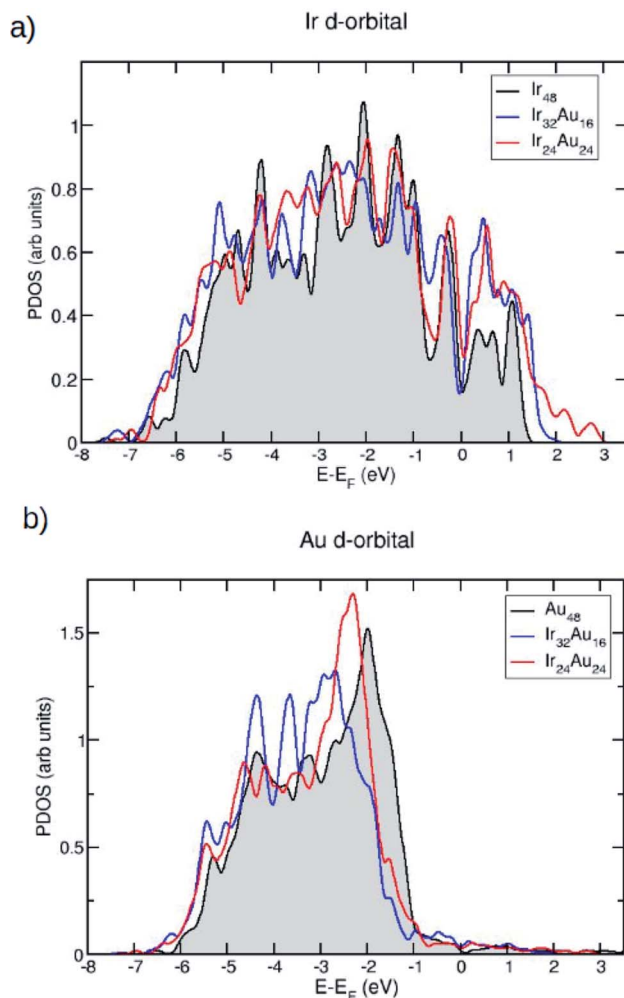 a)
Ir d-orbital
Ir₄₈
Ir₃₂Au₁₆
Ir₂₄Au₂₄
1
0.8
0.6
0.4
0.2
0
PDOS (arb units)
-8 -7 -6 -5 -4 -3 -2 -1 0 1 2 3
E-E_F (eV)
b)
Au d-orbital
Au₄₈
Ir₃₂Au₁₆
Ir₂₄Au₂₄
1.5
1
0.5
0
PDOS (arb units)
-8 -7 -6 -5 -4 -3 -2 -1 0 1 2 3
E-E_F (eV)